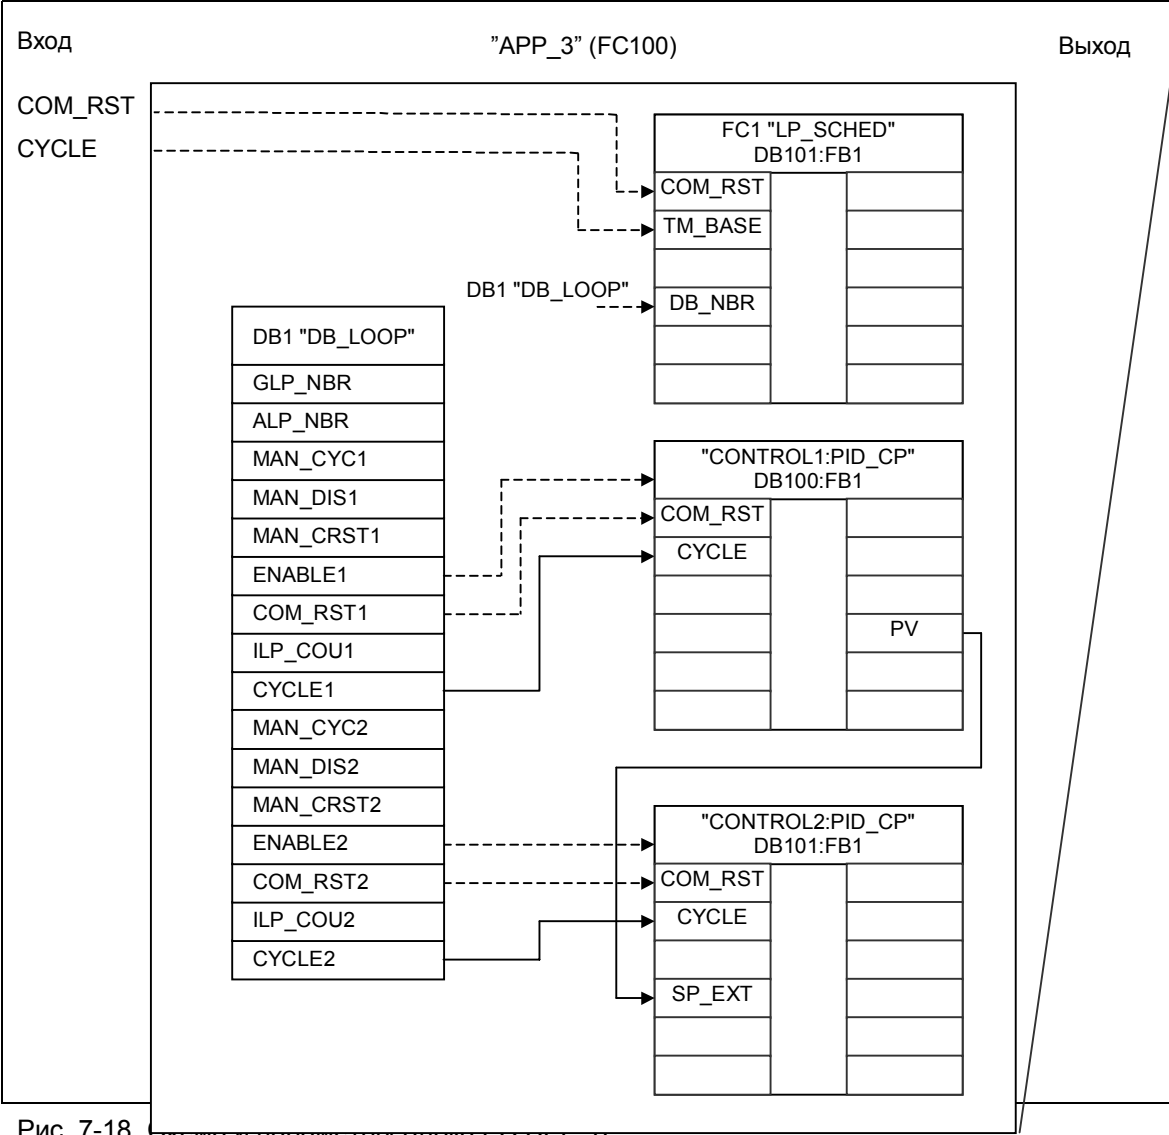 Вход
"APP_3” (FC100)
Выход
COM_RST
CYCLE
FC1 "LP_SCHED"
DB101:FB1
COM_RST
TM_BASE
DB1 "DB_LOOP"
DB_NBR
DB1 "DB_LOOP"
GLP_NBR
ALP_NBR
MAN_CYC1
MAN_DIS1
MAN_CRST1
ENABLE1
COM_RST1
ILP_COU1
CYCLE1
MAN_CYC2
MAN_DIS2
MAN_CRST2
ENABLE2
COM_RST2
ILP_COU2
CYCLE2
"CONTROL1:PID_CP"
DB100:FB1
COM_RST
CYCLE
PV
"CONTROL2:PID_CP"
DB101:FB1
COM_RST
CYCLE
SP_EXT
Рис. 7-18